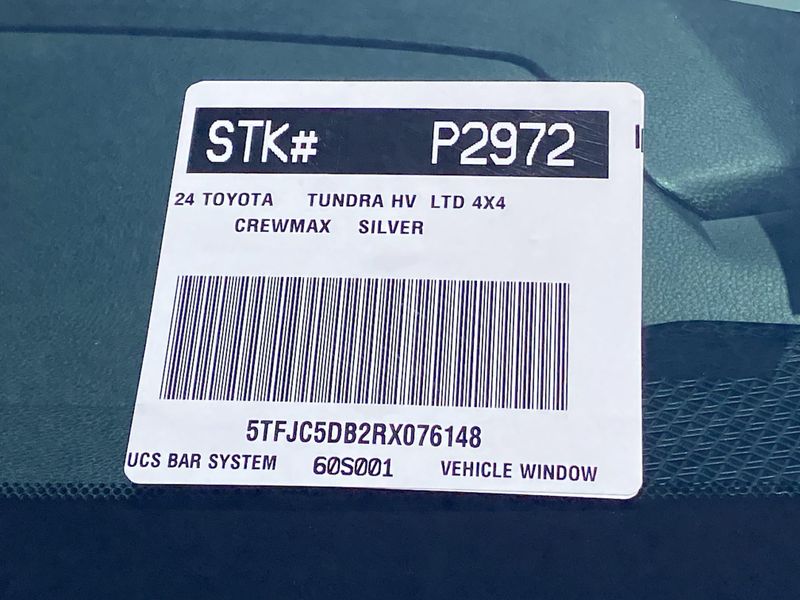 STK# P2972
24 TOYOTA TUNDRA HV LTD 4X4
CREWMAX SILVER
5TFJC5DB2RX076148
UCS BAR SYSTEM 60S001 VEHICLE WINDOW